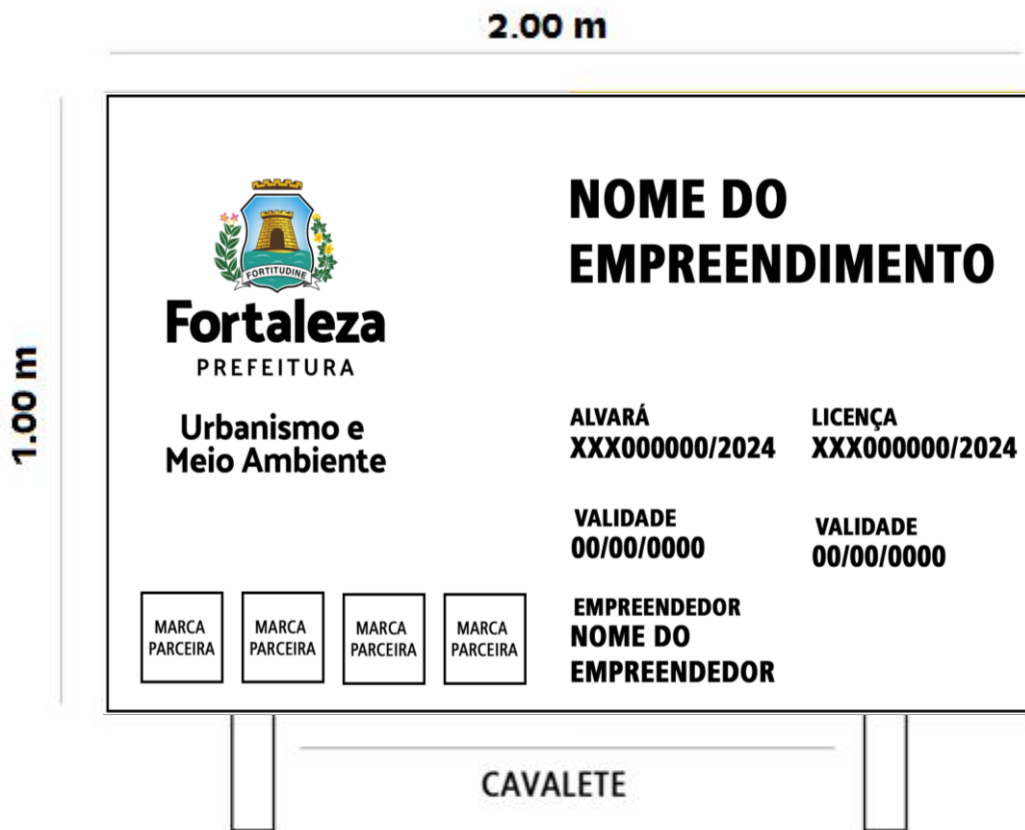 2.00 m
1.00 m
FORTITUDINE
Fortaleza
PREFEITURA
Urbanismo e
Meio Ambiente
NOME DO
EMPREENDIMENTO
ALVARÁ
XXX000000/2024
LICENÇA
XXX000000/2024
VALIDADE
00/00/0000
VALIDADE
00/00/0000
EMPREENDEDOR
NOME DO
EMPREENDEDOR
MARCA
PARCEIRA
MARCA
PARCEIRA
MARCA
PARCEIRA
MARCA
PARCEIRA
CAVALETE